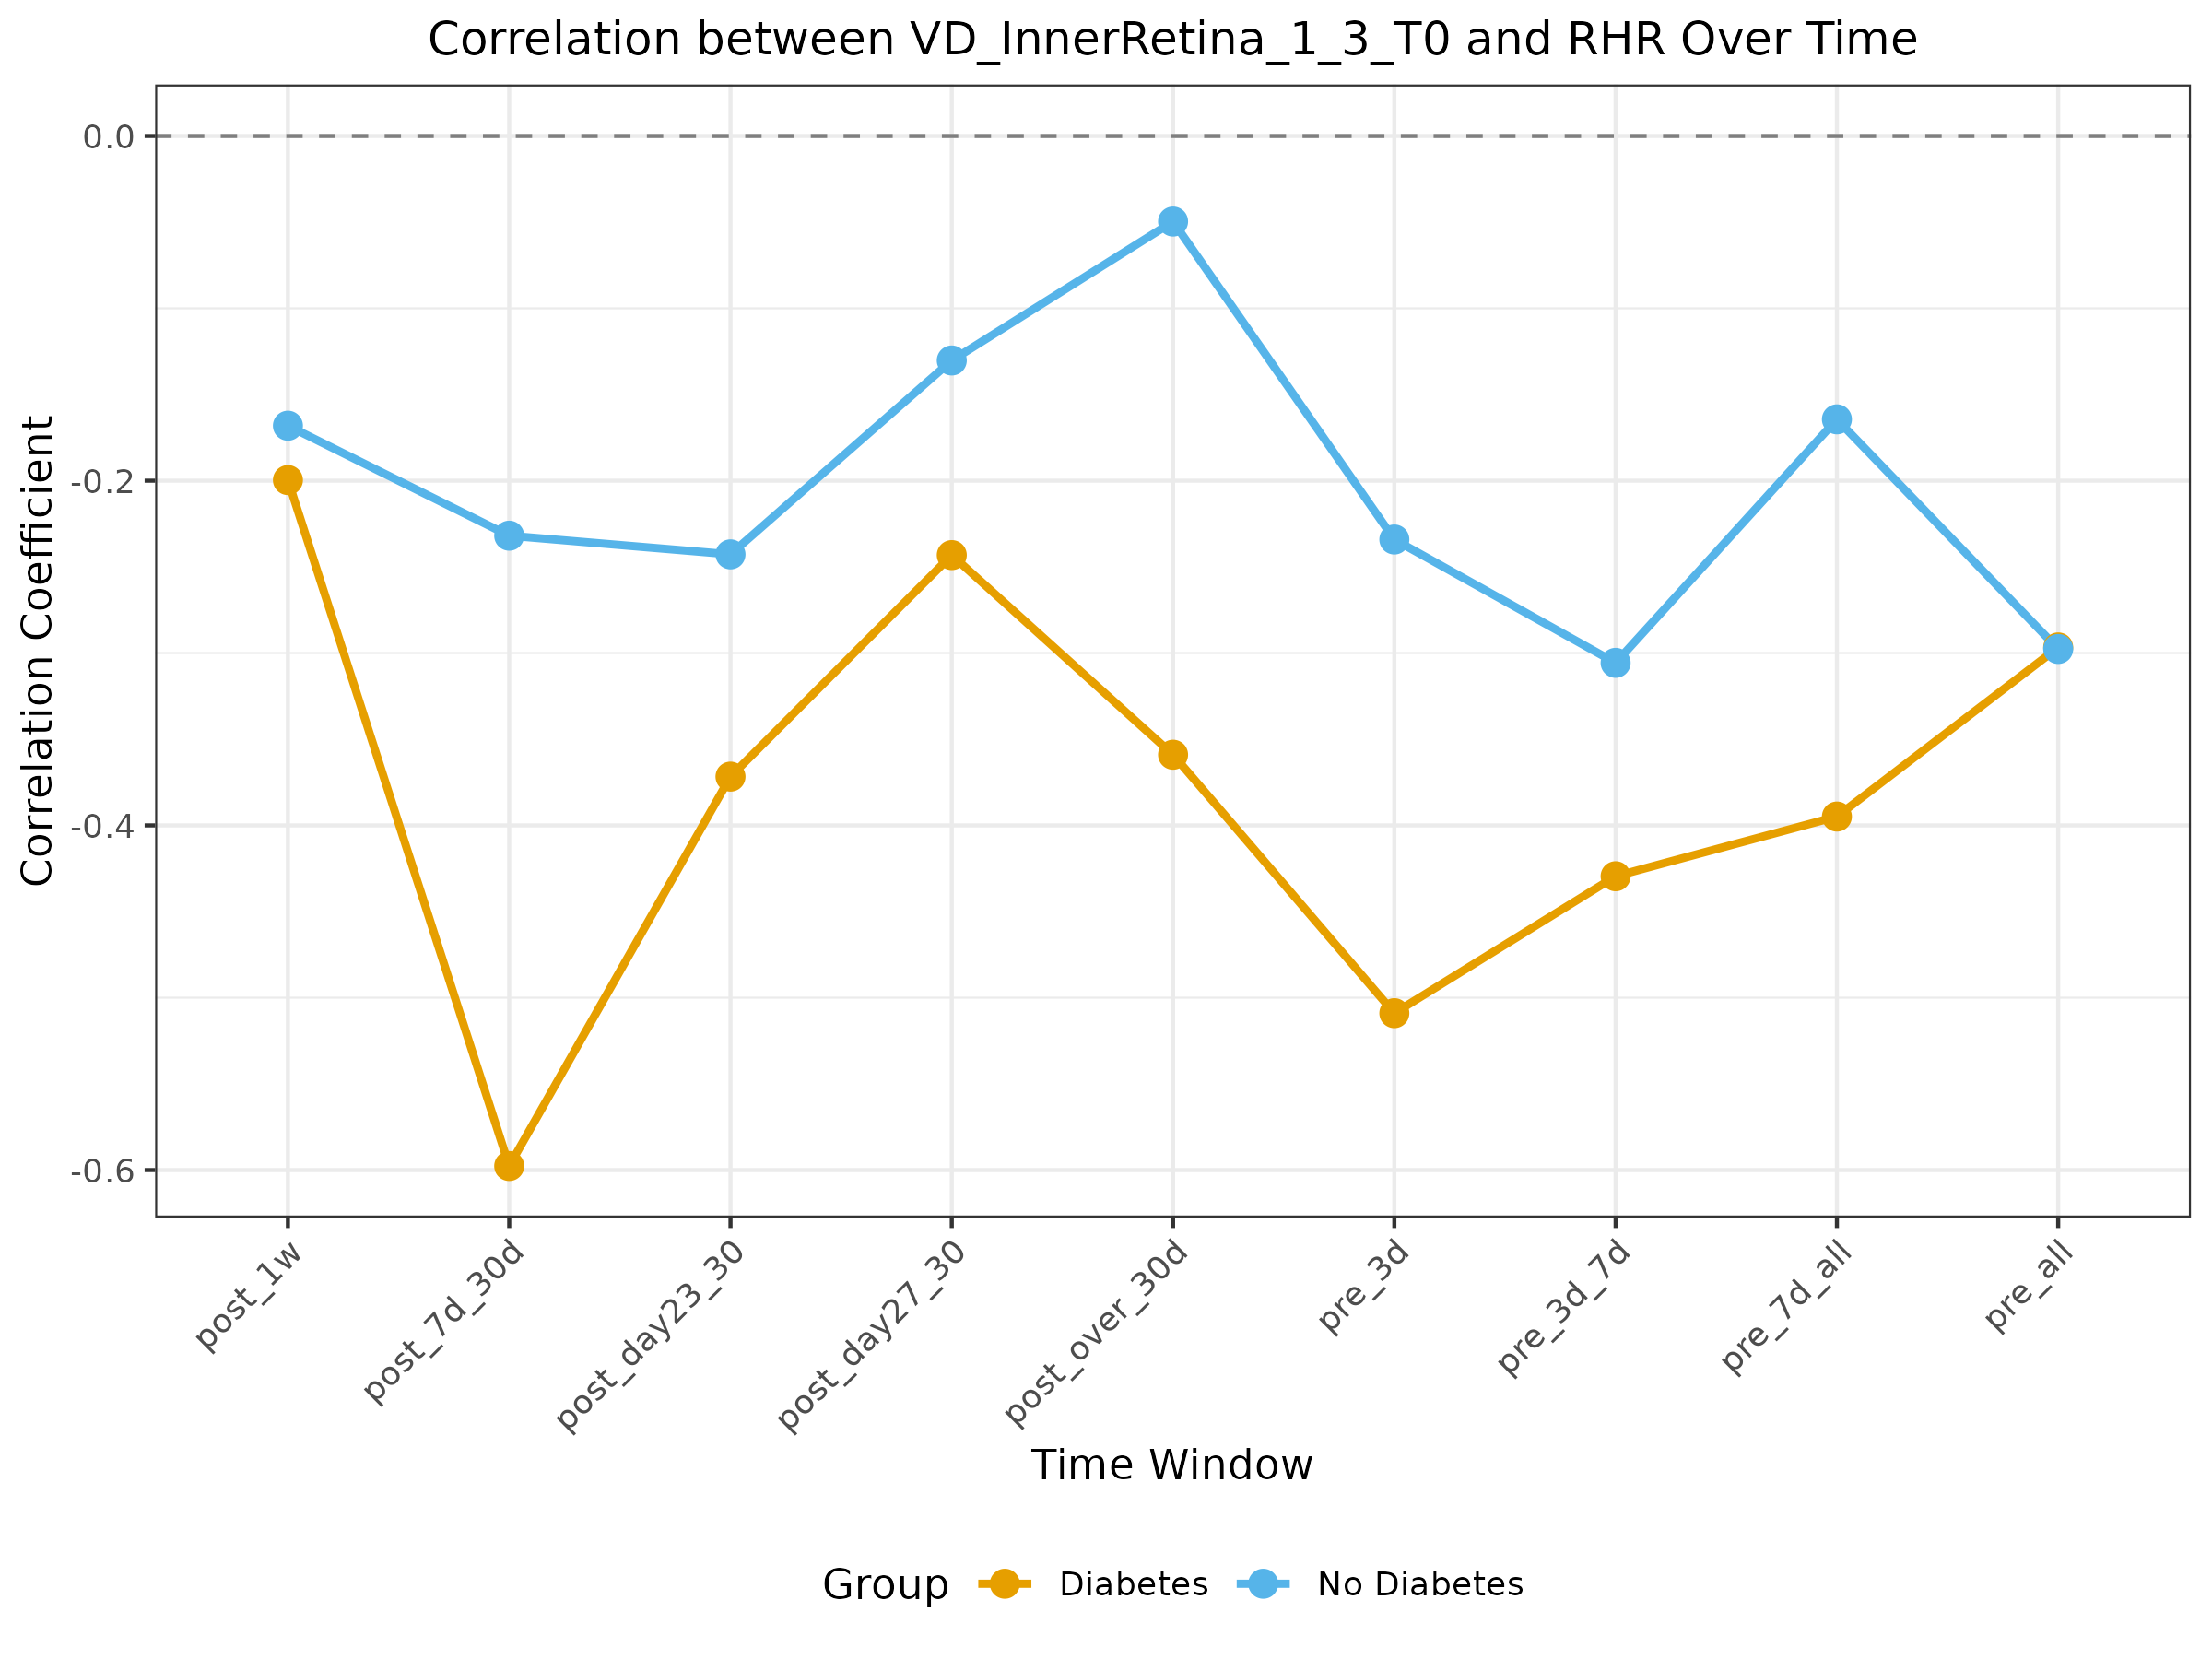 Correlation between VD_InnerRetina_1_3_T0 and RHR Over Time
Correlation Coefficient
0.0
-0.2
-0.4
-0.6
post_1w
post_7d_30d
post_day23_30
post_day27_30
post_over_30d
pre_3d
pre_3d_7d
pre_7d_all
pre_all
Time Window
Group Diabetes No Diabetes